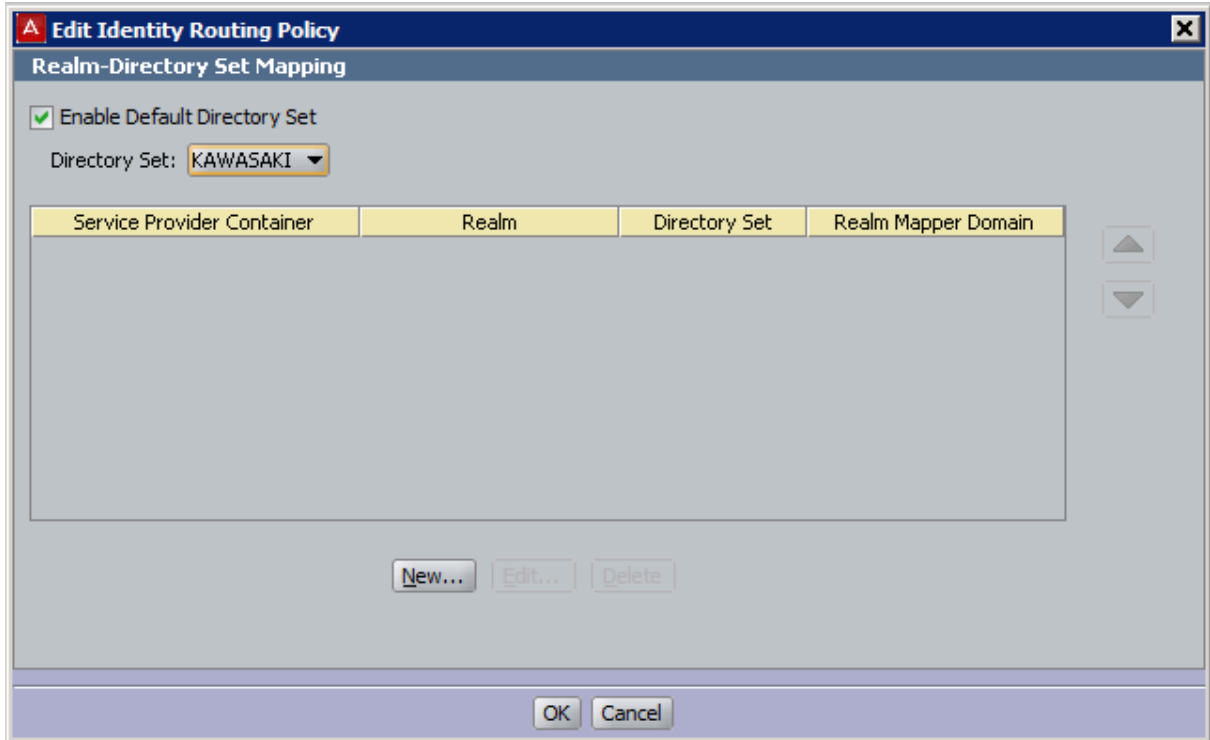 A Edit Identity Routing Policy
Realm-Directory Set Mapping
Enable Default Directory Set
Directory Set: KAWASAKI
Service Provider Container Realm Directory Set Realm Mapper Domain
New... Edit... Delete
OK Cancel